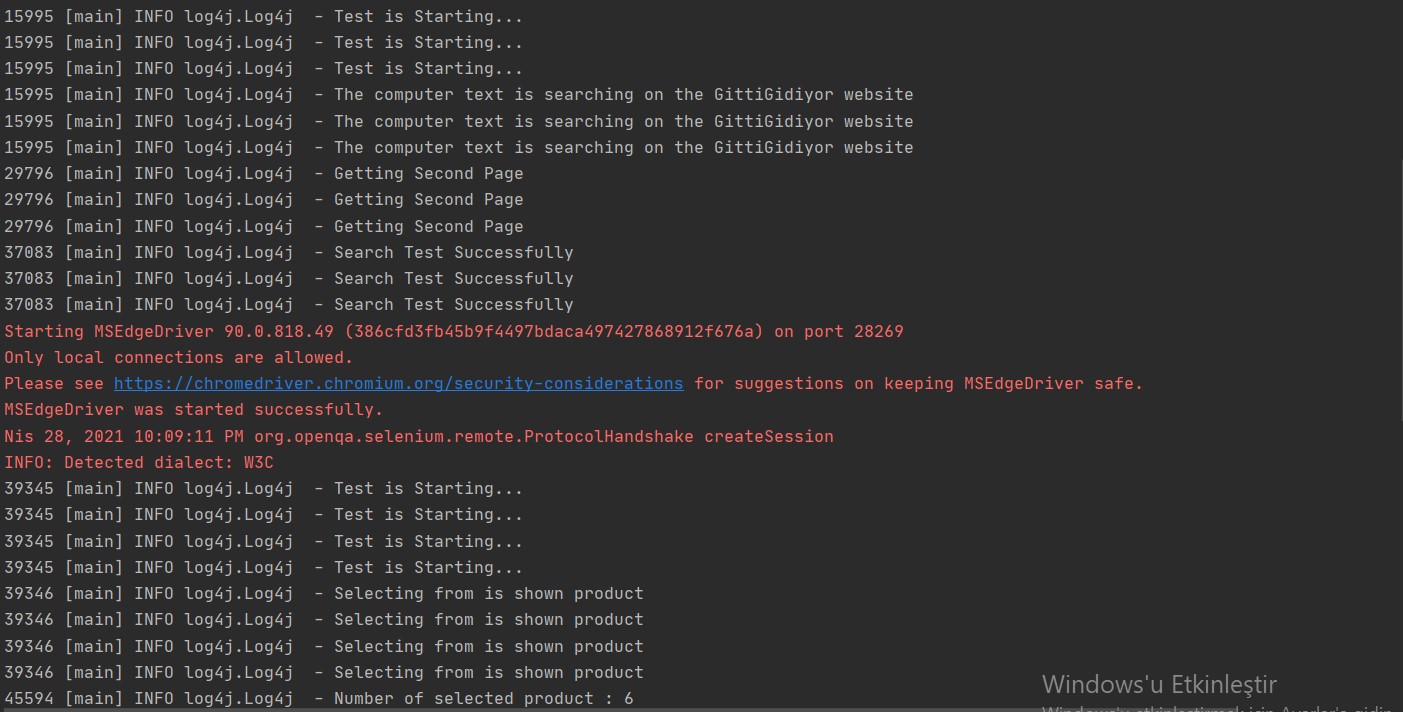 15995 [main] INFO log4j.Log4j  - Test is Starting...
15995 [main] INFO log4j.Log4j  - Test is Starting...
15995 [main] INFO log4j.Log4j  - Test is Starting...
15995 [main] INFO log4j.Log4j  - The computer text is searching on the GittiGidiyor website
15995 [main] INFO log4j.Log4j  - The computer text is searching on the GittiGidiyor website
15995 [main] INFO log4j.Log4j  - The computer text is searching on the GittiGidiyor website
29796 [main] INFO log4j.Log4j  - Getting Second Page
29796 [main] INFO log4j.Log4j  - Getting Second Page
29796 [main] INFO log4j.Log4j  - Getting Second Page
37083 [main] INFO log4j.Log4j  - Search Test Successfully
37083 [main] INFO log4j.Log4j  - Search Test Successfully
37083 [main] INFO log4j.Log4j  - Search Test Successfully
Starting MSEdgeDriver 90.0.818.49 (386cfd3fb45b9f4497bdaca497427868912f676a) on port 28269
Only local connections are allowed.
Please see https://chromedriver.chromium.org/security-considerations for suggestions on keeping MSEdgeDriver safe.
MSEdgeDriver was started successfully.
Nis 28, 2021 10:09:11 PM org.openqa.selenium.remote.ProtocolHandshake createSession
INFO: Detected dialect: W3C
39345 [main] INFO log4j.Log4j  - Test is Starting...
39345 [main] INFO log4j.Log4j  - Test is Starting...
39345 [main] INFO log4j.Log4j  - Test is Starting...
39345 [main] INFO log4j.Log4j  - Test is Starting...
39346 [main] INFO log4j.Log4j  - Selecting from is shown product
39346 [main] INFO log4j.Log4j  - Selecting from is shown product
39346 [main] INFO log4j.Log4j  - Selecting from is shown product
39346 [main] INFO log4j.Log4j  - Selecting from is shown product
45594 [main] INFO log4j.Log4j  - Number of selected product : 6
Windows'u Etkinleştir
Windows'u etkinleştirmek için Ayarlar'a gidin